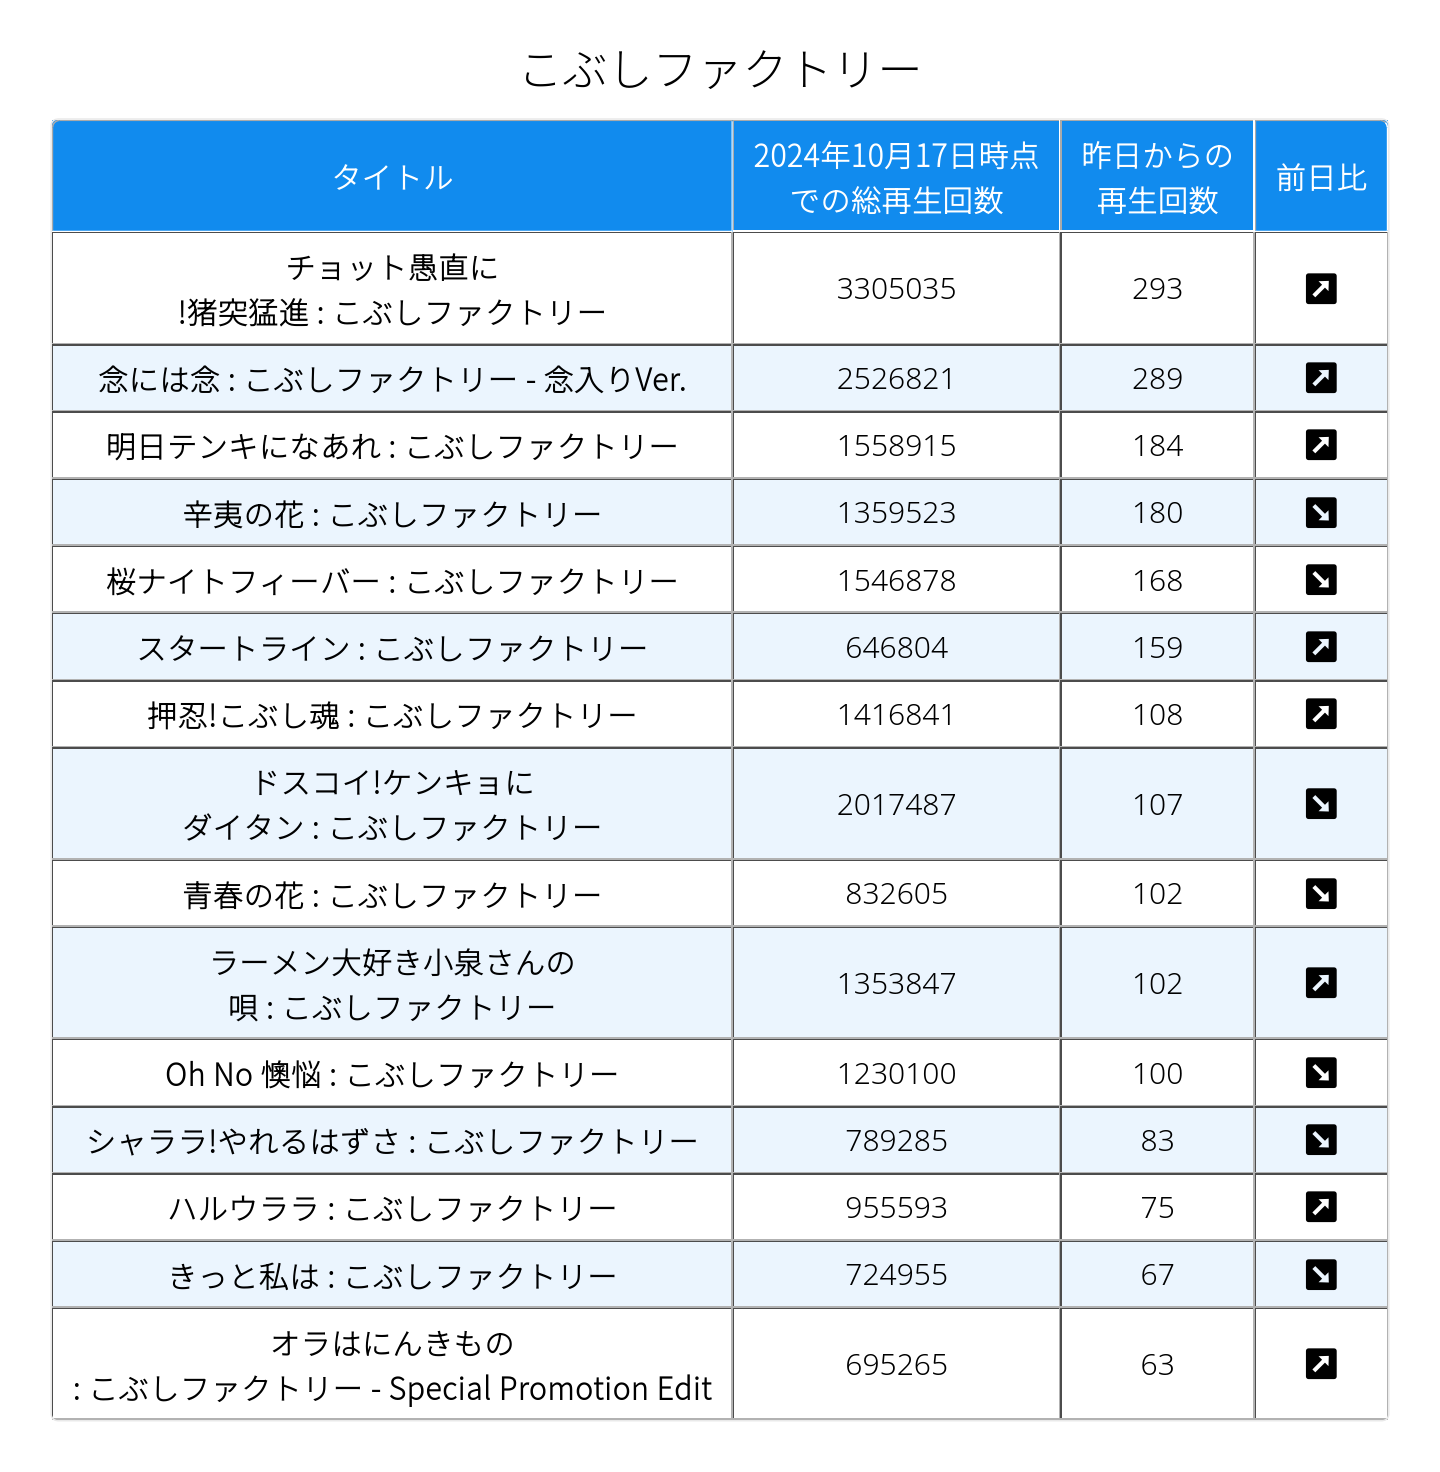 こぶしファクトリー
タイトル
2024年10月17日時点
での総再生回数
昨日からの
再生回数
前日比
チョット愚直に
!猪突猛進 : こぶしファクトリー
3305035
293
念には念 : こぶしファクトリー - 念入りVer.
2526821
289
明日テンキになあれ : こぶしファクトリー
1558915
184
辛夷の花 : こぶしファクトリー
1359523
180
桜ナイトフィーバー : こぶしファクトリー
1546878
168
スタートライン : こぶしファクトリー
646804
159
押忍!こぶし魂 : こぶしファクトリー
1416841
108
ドスコイ!ケンキョに
ダイタン : こぶしファクトリー
2017487
107
青春の花 : こぶしファクトリー
832605
102
ラーメン大好き小泉さんの
唄 : こぶしファクトリー
1353847
102
Oh No 懊悩 : こぶしファクトリー
1230100
100
シャララ!やれるはずさ : こぶしファクトリー
789285
83
ハルウララ : こぶしファクトリー
955593
75
きっと私は : こぶしファクトリー
724955
67
オラはにんきもの
: こぶしファクトリー - Special Promotion Edit
695265
63